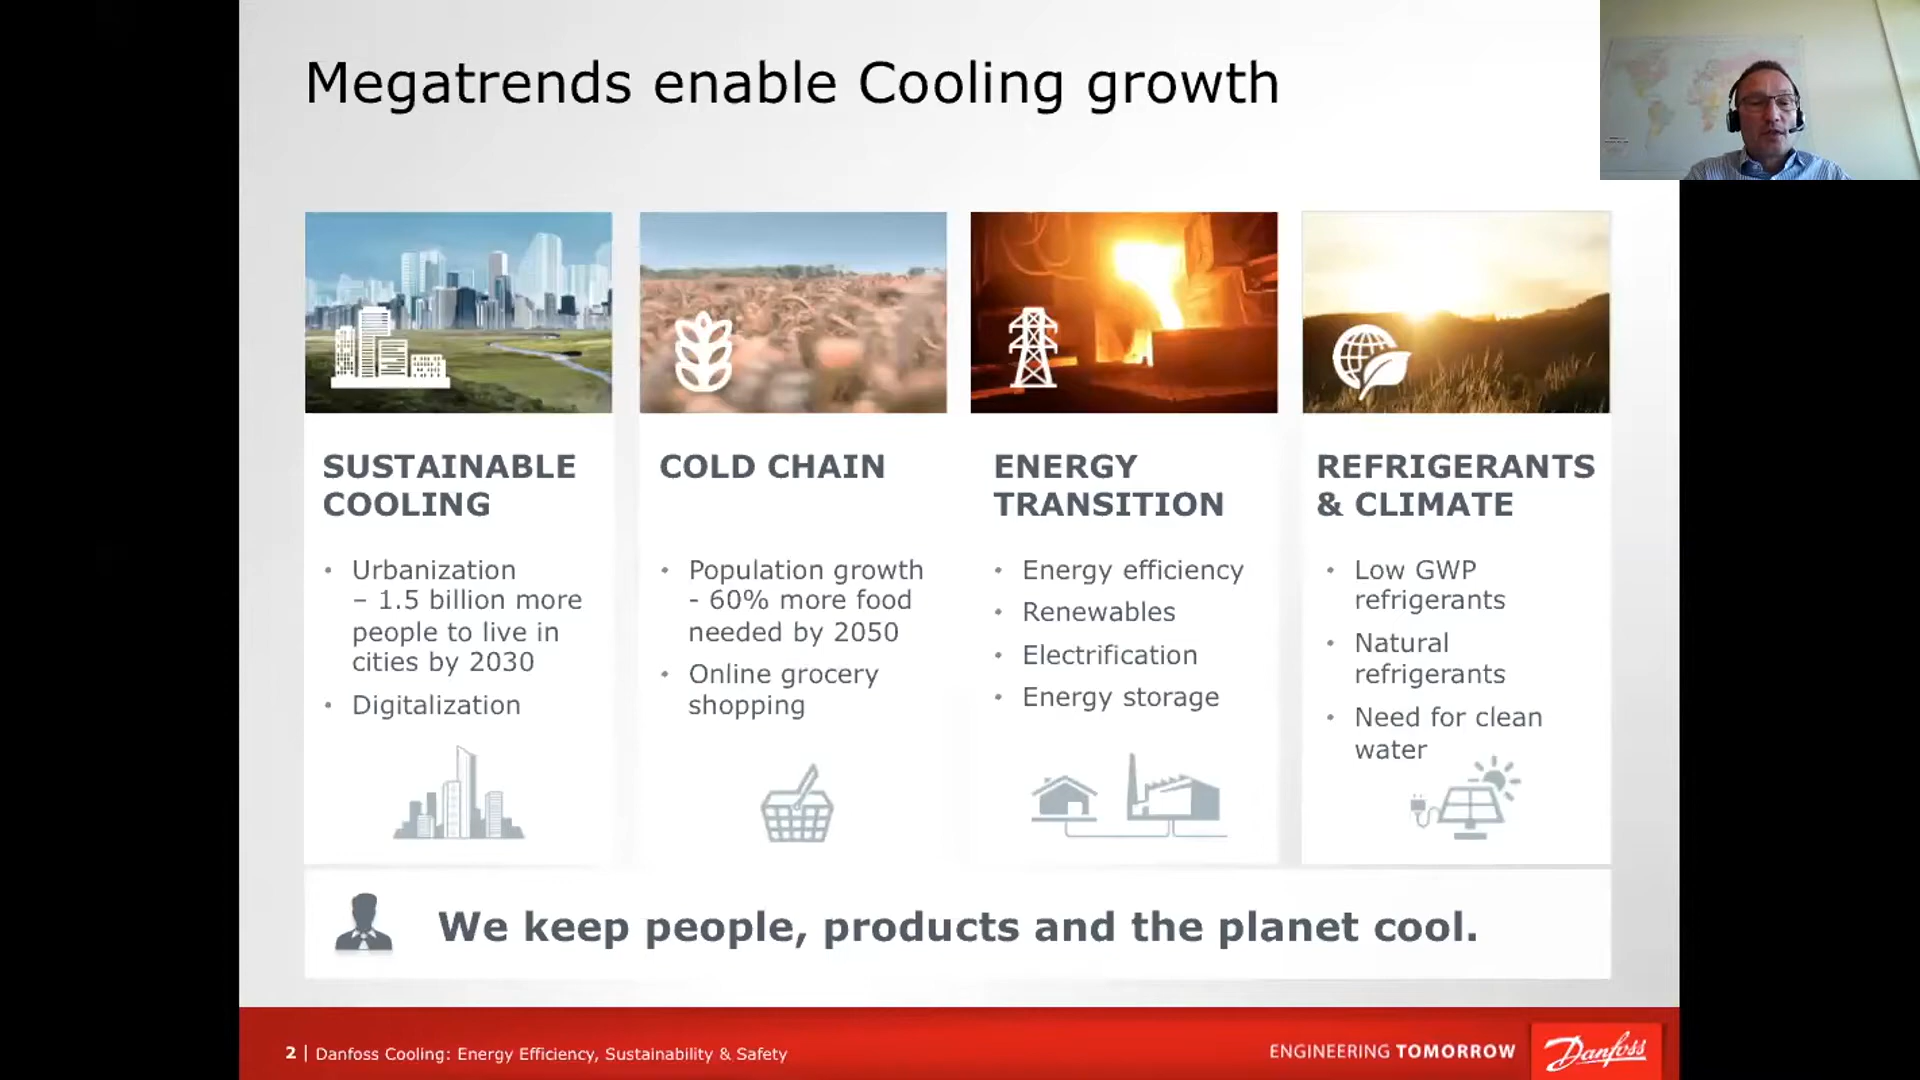 Megatrends enable Cooling growth
SUSTAINABLE
COOLING
• Urbanization
– 1.5 billion more
people to live in
cities by 2030
• Digitalization
COLD CHAIN
• Population growth
- 60% more food
needed by 2050
• Online grocery
shopping
ENERGY
TRANSITION
• Energy efficiency
• Renewables
• Electrification
• Energy storage
REFRIGERANTS
& CLIMATE
• Low GWP
refrigerants
• Natural
refrigerants
• Need for clean
water
We keep people, products and the planet cool.
2 | Danfoss Cooling: Energy Efficiency, Sustainability & Safety
ENGINEERING TOMORROW
Danfoss